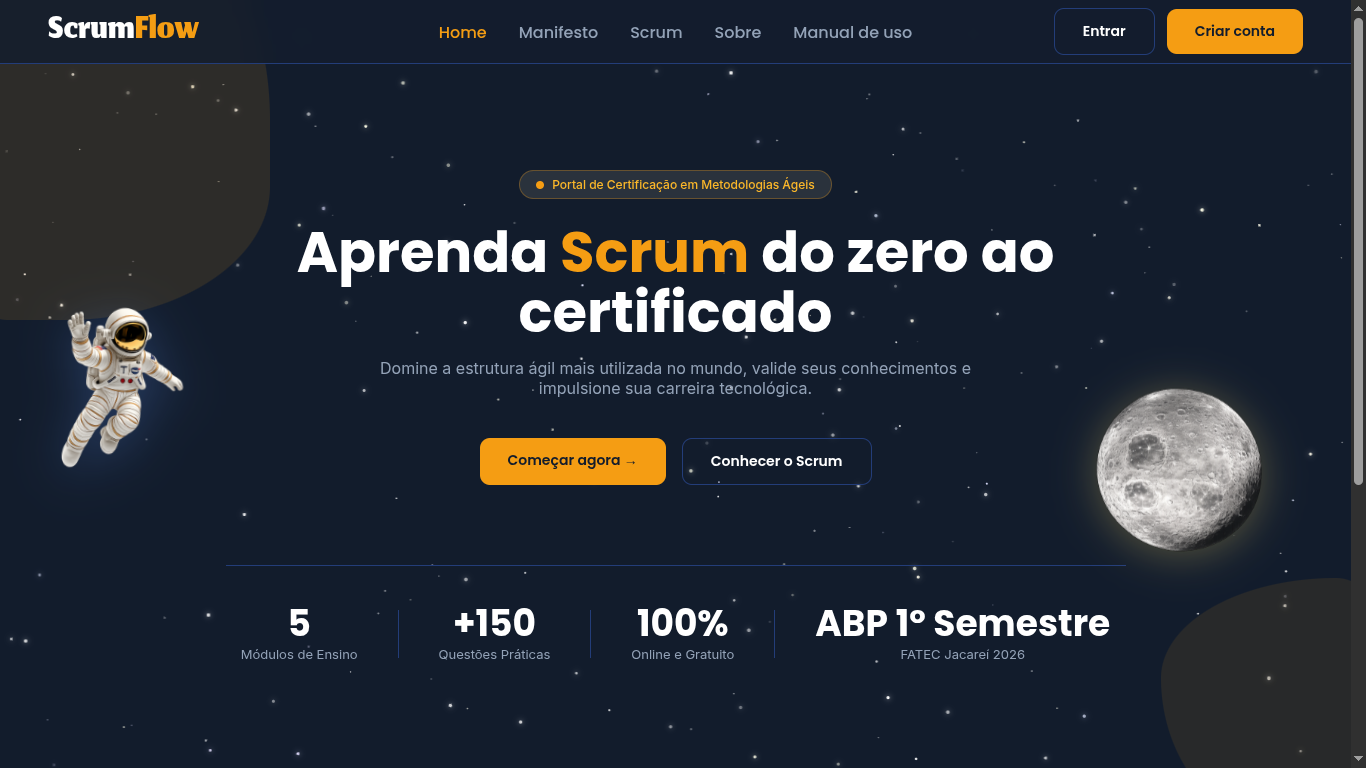 ScrumFlow
Home Manifesto Scrum Sobre Manual de uso
Entrar Criar conta
Portal de Certificação em Metodologias Ágeis
Aprenda Scrum do zero ao
certificado
Domine a estrutura ágil mais utilizada no mundo, valide seus conhecimentos e
impulsione sua carreira tecnológica.
Começar agora → Conhecer o Scrum
5 +150 100% ABP 1º Semestre
Módulos de Ensino Questões Práticas Online e Gratuito FATEC Jacareí 2026